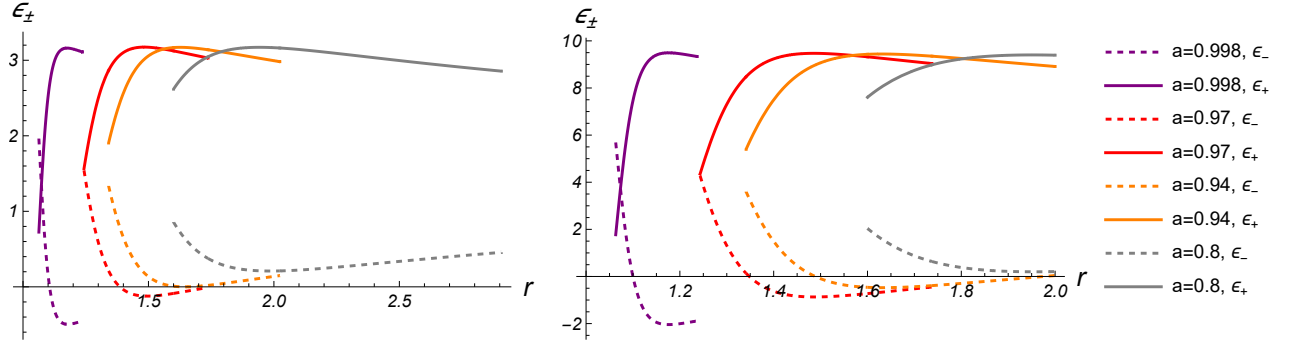 ϵ±
3
2
1
1.5
2.0
2.5
r
ϵ±
10
8
6
4
2
-2
1.2
1.4
1.6
1.8
2.0
r
a=0.998, ϵ-
a=0.998, ϵ+
a=0.97, ϵ-
a=0.97, ϵ+
a=0.94, ϵ-
a=0.94, ϵ+
a=0.8, ϵ-
a=0.8, ϵ+